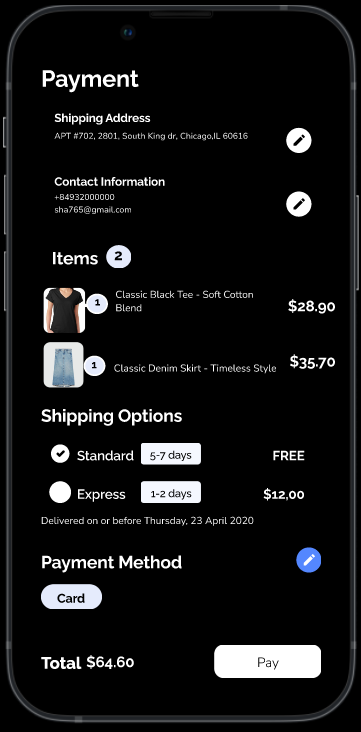 Payment
Shipping Address
APT #702, 2801, South King dr, Chicago,IL 60616
Contact Information
+84932000000
sha765@gmail.com
Items 2
1 Classic Black Tee - Soft Cotton
Blend $28.90
1 Classic Denim Skirt - Timeless Style $35.70
Shipping Options
Standard 5-7 days FREE
Express 1-2 days $12,00
Delivered on or before Thursday, 23 April 2020
Payment Method
Card
Total $64.60 Pay